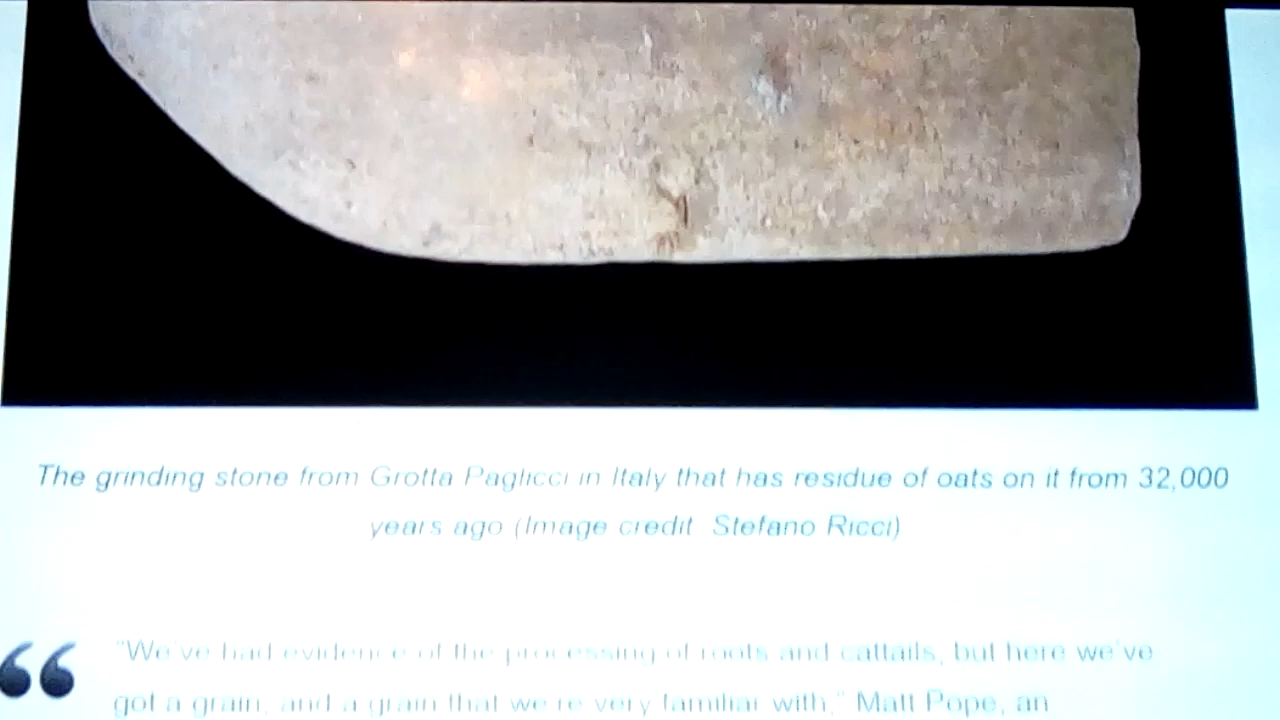 The grinding stone from Grotta Paglicci in Italy that has residue of oats on it from 32,000
years ago (Image credit Stefano Ricci)
“ "We've had evidence of the processing of roots and cattails, but here we've
got a grain, and a grain that we're very familiar with," Matt Pope, an